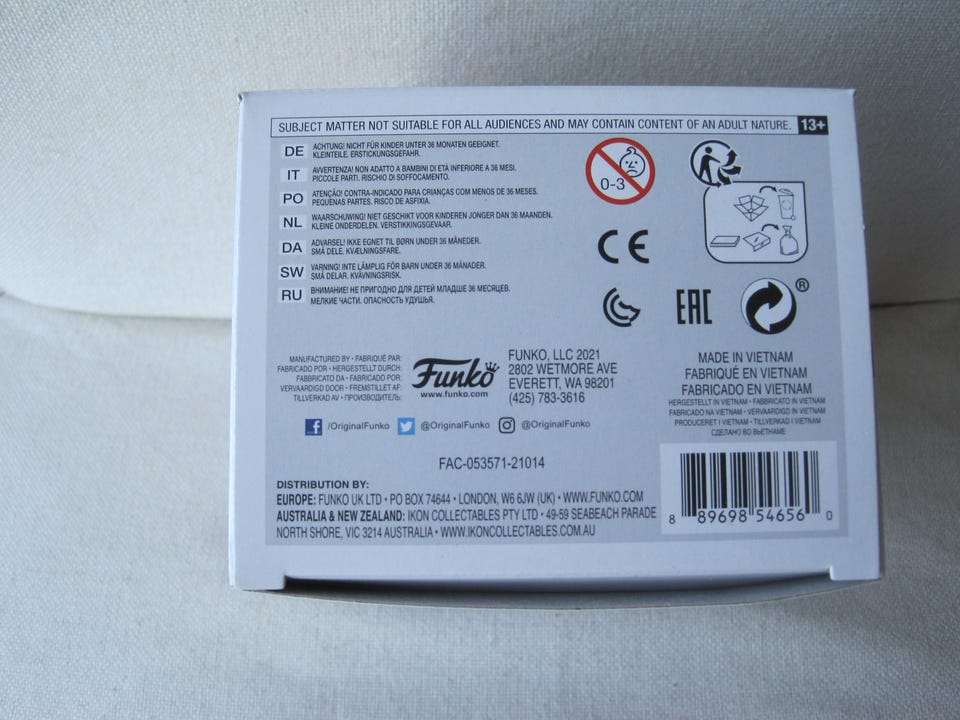 SUBJECT MATTER NOT SUITABLE FOR ALL AUDIENCES AND MAY CONTAIN CONTENT OF AN ADULT NATURE. 13+
DE ACHTUNG! NICHT FÜR KINDER UNTER 36 MONATEN GEEIGNET.
KLEINTEILE. ERSTICKUNGSGEFAHR.
IT AVVERTENZA! NON ADATTO A BAMBINI DI ETÀ INFERIORE A 36 MESI.
PICCOLE PARTI. RISCHIO DI SOFFOCAMENTO.
PO ATENÇÃO! CONTRA-INDICADO PARA CRIANÇAS COM MENOS DE 36 MESES.
PEQUENAS PARTES. RISCO DE ASFIXIA.
NL WAARSCHUWING! NIET GESCHIKT VOOR KINDEREN JONGER DAN 36 MAANDEN.
KLEINE ONDERDELEN. VERSTIKKINGSGEVAAR.
DA ADVARSEL! IKKE EGNET TIL BØRN UNDER 36 MÅNEDER.
SMÅ DELE. KVÆLNINGSFARE.
SW VARNING! INTE LÄMPLIG FÖR BARN UNDER 36 MÅNADER.
SMÅ DELAR. KVÄVNINGSRISK.
RU ВНИМАНИЕ! НЕ ПРИГОДНО ДЛЯ ДЕТЕЙ МЛАДШЕ 36 МЕСЯЦЕВ.
МЕЛКИЕ ЧАСТИ. ОПАСНОСТЬ УДУШЬЯ.
0-3
CE
EAC
®
MANUFACTURED BY • FABRIQUÉ PAR:
FABRICADO POR • HERGESTELLT DURCH:
FABBRICATO DA • FABRICADO POR:
VERVAARDIGD DOOR • FREMSTILLET AF:
TILLVERKAD AV • ПРОИЗВОДИТЕЛЬ:
Funko
www.funko.com
FUNKO, LLC 2021
2802 WETMORE AVE
EVERETT, WA 98201
(425) 783-3616
MADE IN VIETNAM
FABRIQUÉ EN VIETNAM
FABRICADO EN VIETNAM
HERGESTELLT IN VIETNAM • FABBRICATO IN VIETNAM
FABRICADO NA VIETNAM • VERVAARDIGD IN VIETNAM
PRODUCERET I VIETNAM • TILLVERKAD I VIETNAM
СДЕЛАНО ВО ВЬЕТНАМЕ
/OriginalFunko @OriginalFunko @OriginalFunko
FAC-053571-21014
DISTRIBUTION BY:
EUROPE: FUNKO UK LTD • PO BOX 74644 • LONDON, W6 6JW (UK) • WWW.FUNKO.COM
AUSTRALIA & NEW ZEALAND: IKON COLLECTABLES PTY LTD • 49-59 SEABEACH PARADE
NORTH SHORE, VIC 3214 AUSTRALIA • WWW.IKONCOLLECTABLES.COM.AU
8 89698 54656 0